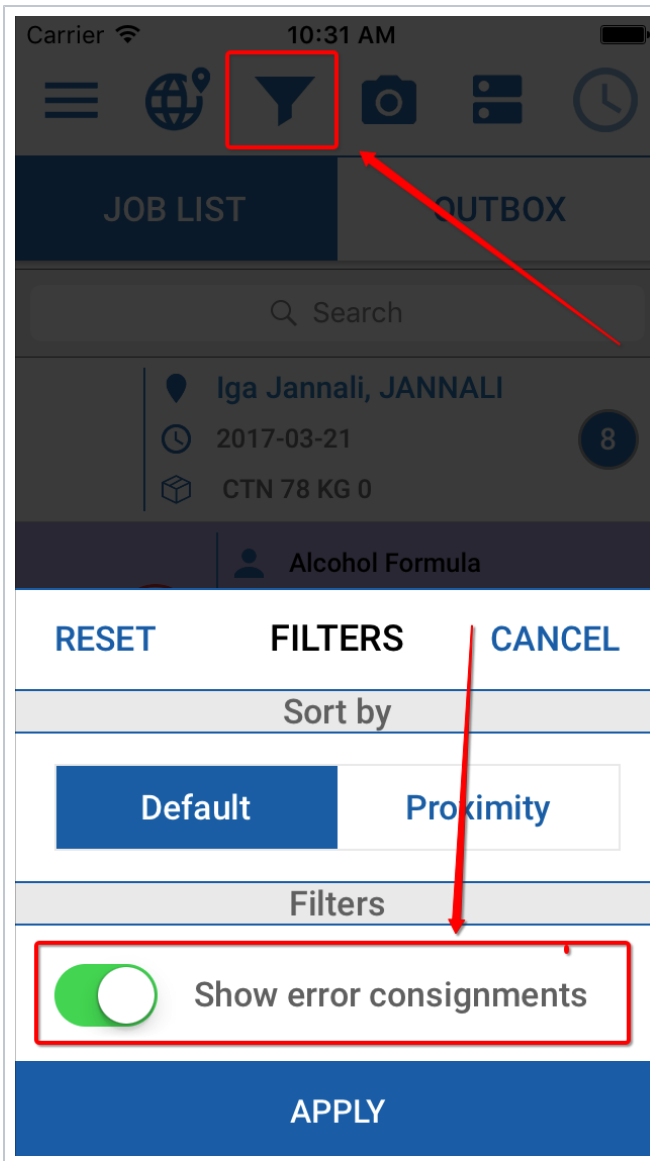 Carrier 10:31 AM
JOB LIST OUTBOX
Search
Iga Jannali, JANNALI
2017-03-21
8
CTN 78 KG 0
Alcohol Formula
RESET FILTERS CANCEL
Sort by
Default Proximity
Filters
Show error consignments
APPLY